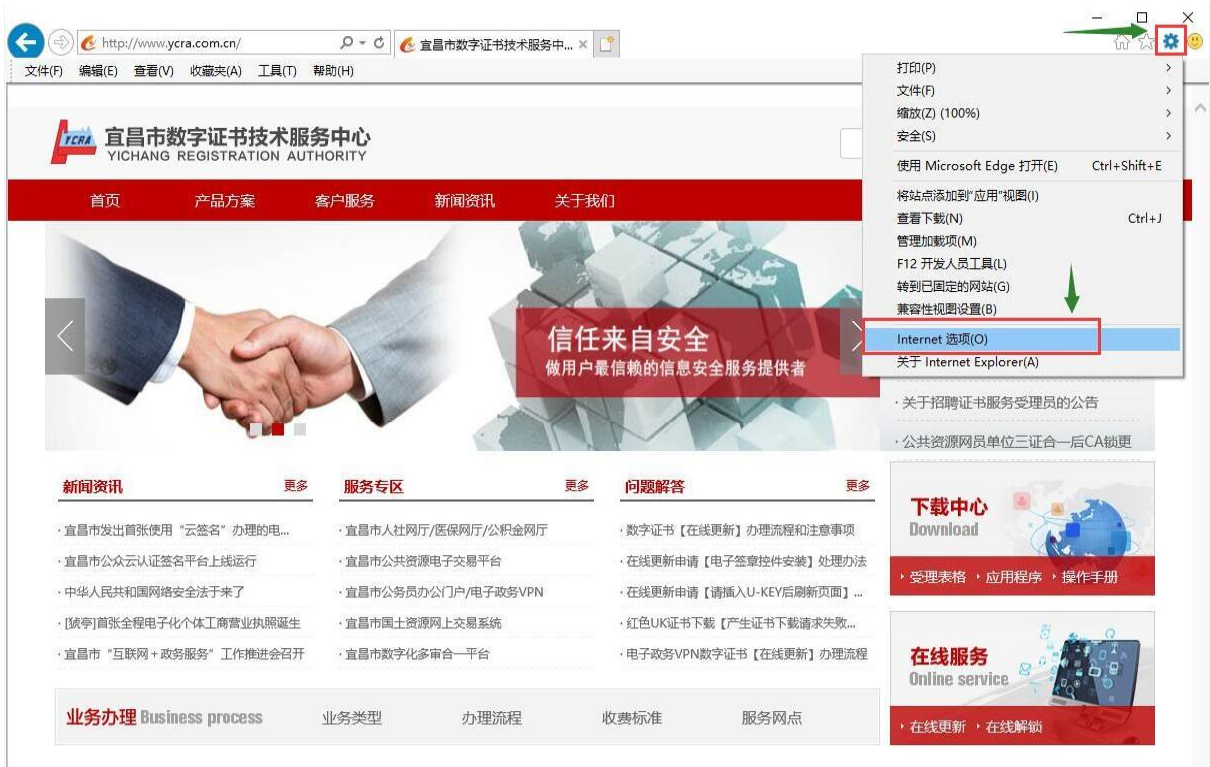 http://www.ycra.com.cn/
宜昌市数字证书技术服务中...
文件(F) 编辑(E) 查看(V) 收藏夹(A) 工具(T) 帮助(H)
打印(P)
文件(F)
缩放(Z) (100%)
安全(S)
使用 Microsoft Edge 打开(E) Ctrl+Shift+E
将站点添加到“应用”视图(I)
查看下载(N) Ctrl+J
管理加载项(M)
F12 开发人员工具(L)
转到已固定的网站(G)
兼容性视图设置(B)
Internet 选项(O)
关于 Internet Explorer(A)
YCRA
宜昌市数字证书技术服务中心
YICHANG REGISTRATION AUTHORITY
首页 产品方案 客户服务 新闻资讯 关于我们
信任来自安全
做用户最信赖的信息安全服务提供者
· 关于招聘证书服务受理员的公告
· 公共资源网员单位三证合一后CA锁更
新闻资讯 更多
· 宜昌市发出首张使用“云签名”办理的电...
· 宜昌市公众云认证签名平台上线运行
· 中华人民共和国网络安全法于来了
· [猇亭]首张全程电子化个体工商营业执照诞生
· 宜昌市“互联网+政务服务”工作推进会召开
服务专区 更多
· 宜昌市人社网厅/医保网厅/公积金网厅
· 宜昌市公共资源电子交易平台
· 宜昌市公务员办公门户/电子政务VPN
· 宜昌市国土资源网上交易系统
· 宜昌市数字化多审合一平台
问题解答 更多
· 数字证书【在线更新】办理流程和注意事项
· 在线更新申请【电子签章控件安装】处理办法
· 在线更新申请【请插入U-KEY后刷新页面】...
· 红色UK证书下载【产生证书下载请求失败...
· 电子政务VPN数字证书【在线更新】办理流程
下载中心
Download
受理表格 应用程序 操作手册
在线服务
Online service
在线更新 在线解锁
业务办理 Business process 业务类型 办理流程 收费标准 服务网点